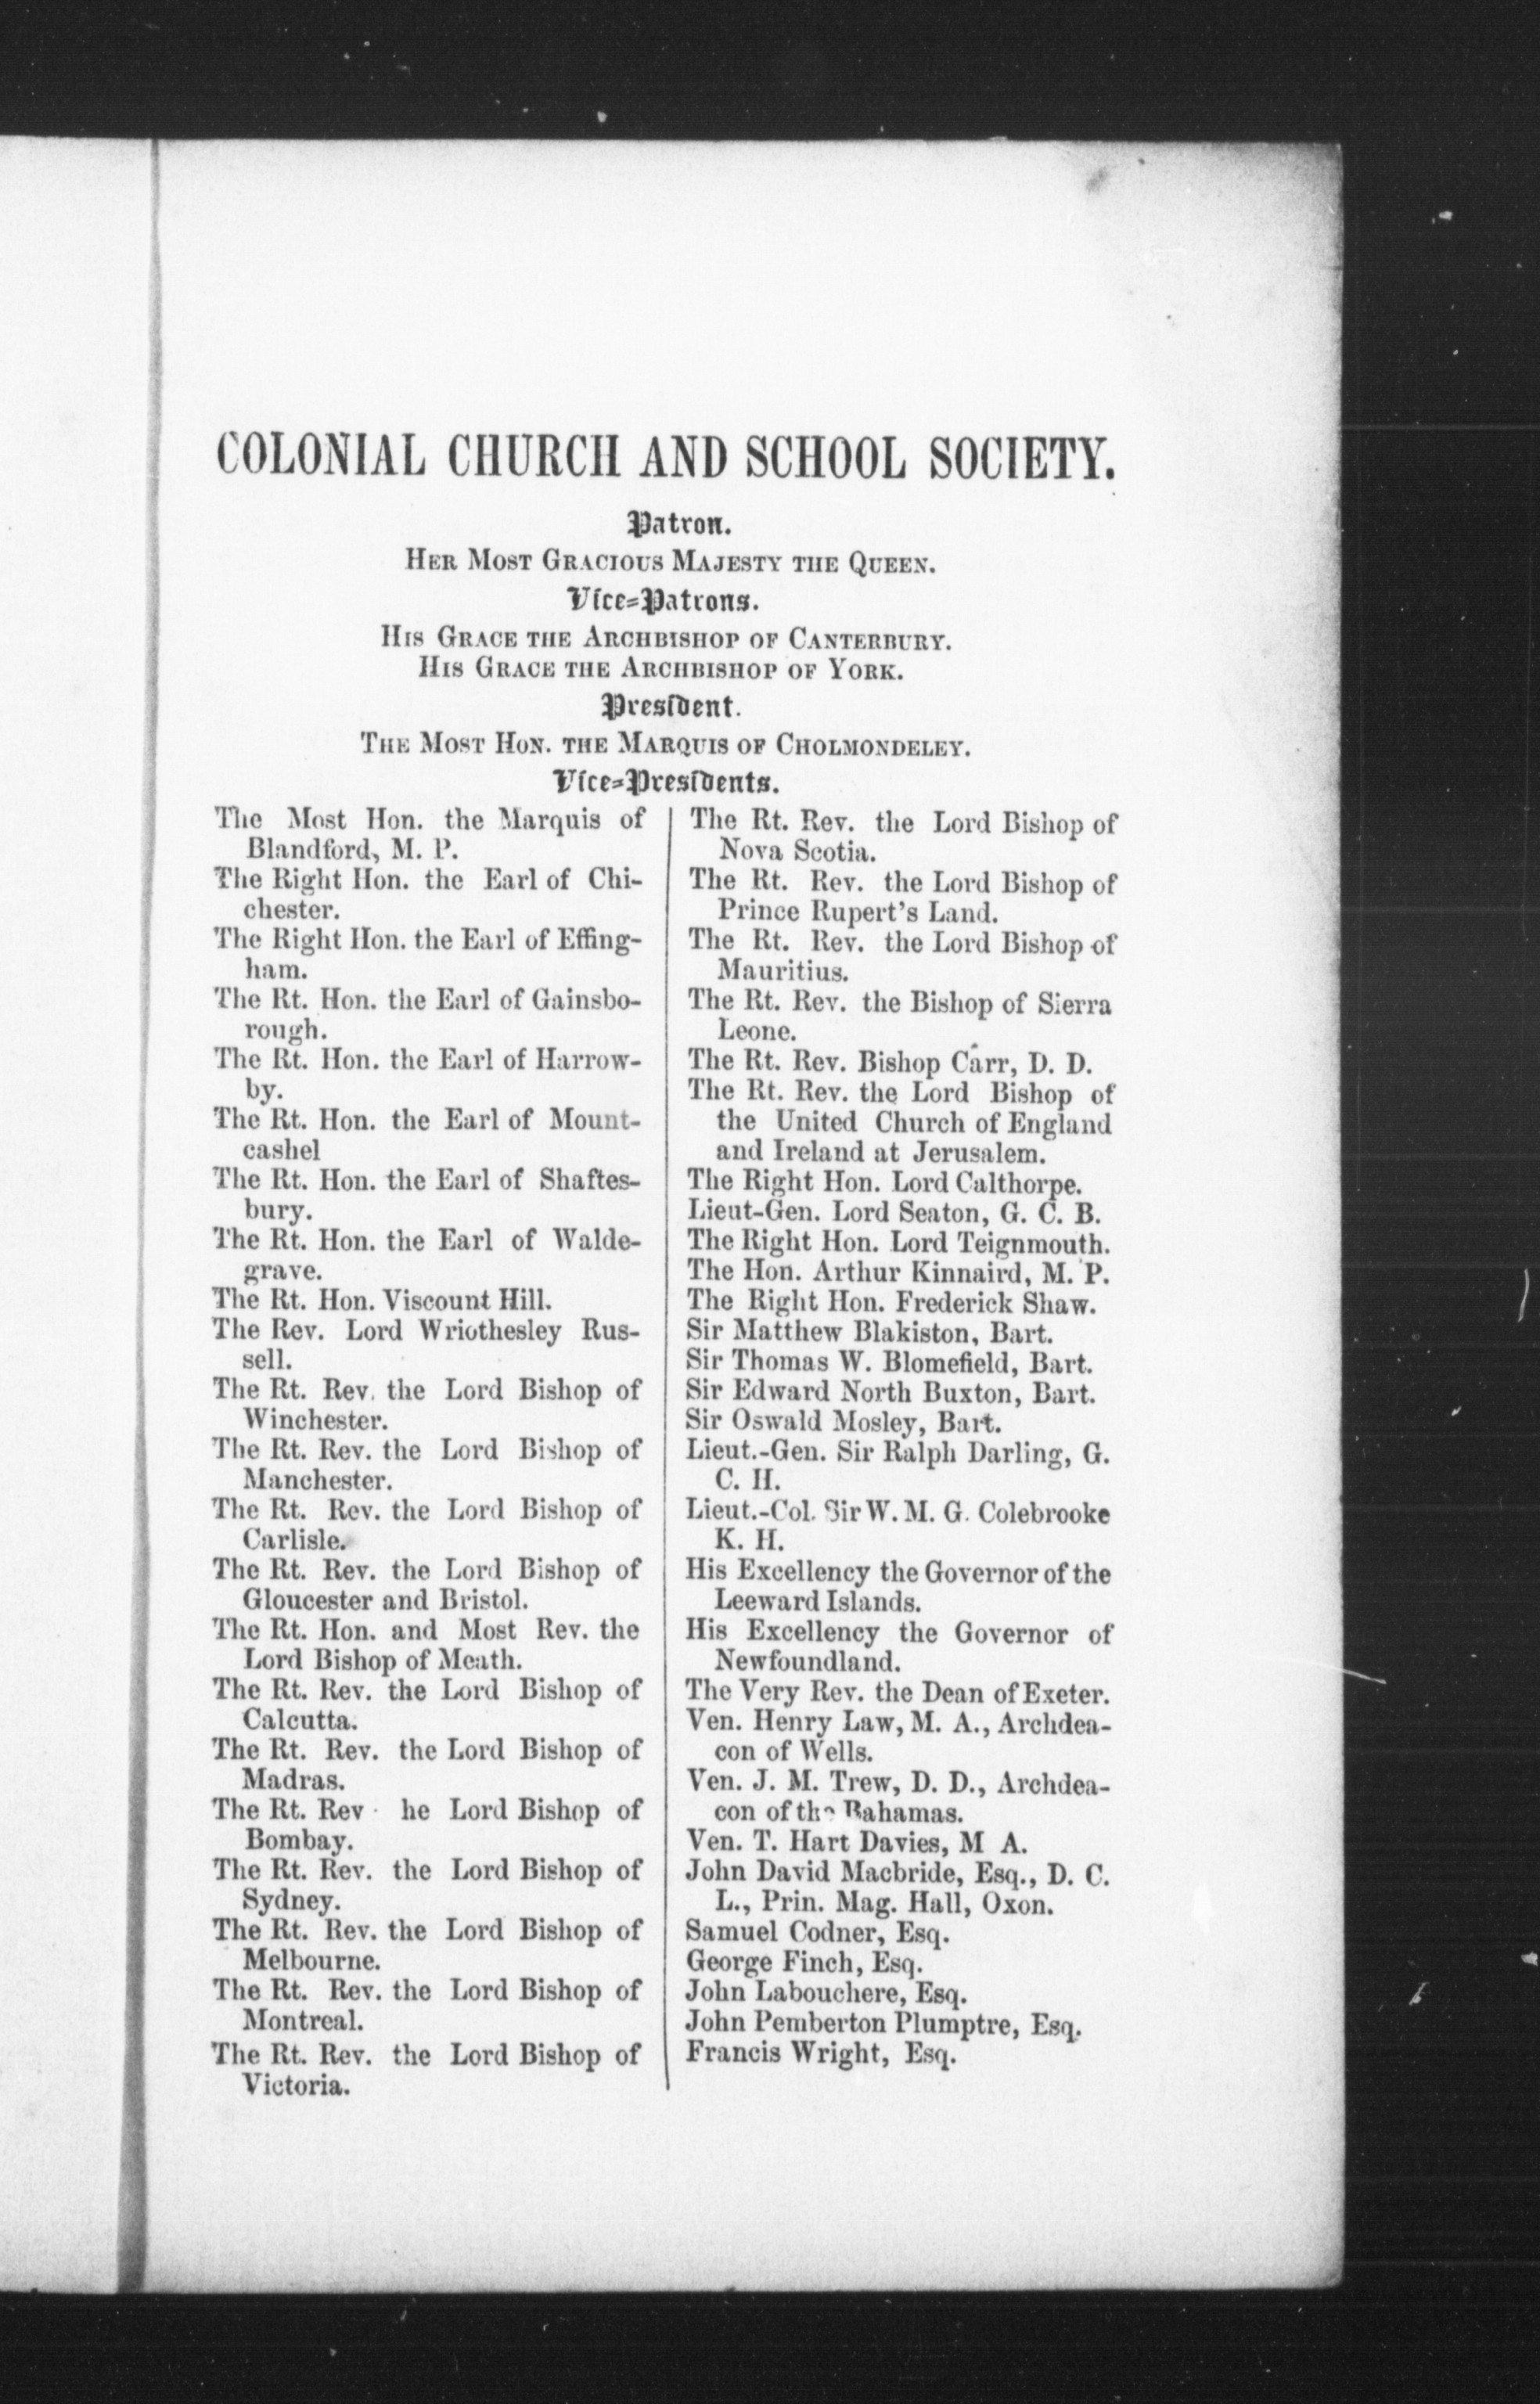 COLONIAL CHURCH AND SCHOOL SOCIETY.
Patron.
HER MOST GRACIOUS MAJESTY THE QUEEN.
Vice-Patrons.
HIS GRACE THE ARCHBISHOP OF CANTERBURY.
HIS GRACE THE ARCHBISHOP OF YORK.
President.
THE MOST HON. THE MARQUIS OF CHOLMONDELEY.
Vice-Presidents.
The Most Hon. the Marquis of
Blandford, M. P.
The Right Hon. the Earl of Chi-
chester.
The Right Hon. the Earl of Effing-
ham.
The Rt. Hon. the Earl of Gainsbo-
rough.
The Rt. Hon. the Earl of Harrow-
by.
The Rt. Hon. the Earl of Mount-
cashel
The Rt. Hon. the Earl of Shaftes-
bury.
The Rt. Hon. the Earl of Walde-
grave.
The Rt. Hon. Viscount Hill.
The Rev. Lord Wriothesley Rus-
sell.
The Rt. Rev. the Lord Bishop of
Winchester.
The Rt. Rev. the Lord Bishop of
Manchester.
The Rt. Rev. the Lord Bishop of
Carlisle.
The Rt. Rev. the Lord Bishop of
Gloucester and Bristol.
The Rt. Hon. and Most Rev. the
Lord Bishop of Meath.
The Rt. Rev. the Lord Bishop of
Calcutta.
The Rt. Rev. the Lord Bishop of
Madras.
The Rt. Rev he Lord Bishop of
Bombay.
The Rt. Rev. the Lord Bishop of
Sydney.
The Rt. Rev. the Lord Bishop of
Melbourne.
The Rt. Rev. the Lord Bishop of
Montreal.
The Rt. Rev. the Lord Bishop of
Victoria.
The Rt. Rev. the Lord Bishop of
Nova Scotia.
The Rt. Rev. the Lord Bishop of
Prince Rupert's Land.
The Rt. Rev. the Lord Bishop of
Mauritius.
The Rt. Rev. the Bishop of Sierra
Leone.
The Rt. Rev. Bishop Carr, D. D.
The Rt. Rev. the Lord Bishop of
the United Church of England
and Ireland at Jerusalem.
The Right Hon. Lord Calthorpe.
Lieut-Gen. Lord Seaton, G. C. B.
The Right Hon. Lord Teignmouth.
The Hon. Arthur Kinnaird, M. P.
The Right Hon. Frederick Shaw.
Sir Matthew Blakiston, Bart.
Sir Thomas W. Blomefield, Bart.
Sir Edward North Buxton, Bart.
Sir Oswald Mosley, Bart.
Lieut.-Gen. Sir Ralph Darling, G.
C. H.
Lieut.-Col. Sir W. M. G. Colebrooke
K. H.
His Excellency the Governor of the
Leeward Islands.
His Excellency the Governor of
Newfoundland.
The Very Rev. the Dean of Exeter.
Ven. Henry Law, M. A., Archdea-
con of Wells.
Ven. J. M. Trew, D. D., Archdea-
con of the Bahamas.
Ven. T. Hart Davies, M A.
John David Macbride, Esq., D. C.
L., Prin. Mag. Hall, Oxon.
Samuel Codner, Esq.
George Finch, Esq.
John Labouchere, Esq.
John Pemberton Plumptre, Esq.
Francis Wright, Esq.